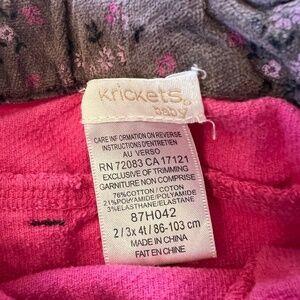 Krickets
baby
CARE INFORMATION ON REVERSE
INSTRUCTIONS D'ENTRETIEN
AU VERSO
RN 72083 CA 17121
EXCLUSIVE OF TRIMMING
GARNITURE NON COMPRISE
76% COTTON / COTON
21% POLYAMIDE/POLYAMIDE
3% ELASTHANE/ELASTANE
87H042
2 / 3x 4t / 86-103 cm
MADE IN CHINA
FAIT EN CHINE